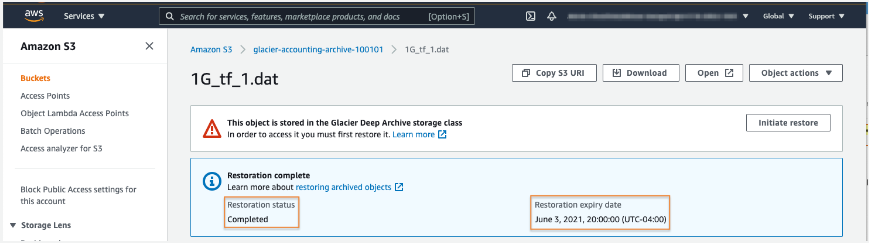 aws
Services ▼
Search for services, features, marketplace products, and docs [Option+S]
Global ▼
Support ▼
Amazon S3
Buckets
Access Points
Object Lambda Access Points
Batch Operations
Access analyzer for S3
Block Public Access settings for
this account
▼ Storage Lens
Amazon S3 > glacier-accounting-archive-100101 > 1G_tf_1.dat
1G_tf_1.dat
Copy S3 URI
Download
Open
Object actions ▼
This object is stored in the Glacier Deep Archive storage class
In order to access it you must first restore it. Learn more
Initiate restore
Restoration complete
Learn more about restoring archived objects
Restoration status
Completed
Restoration expiry date
June 3, 2021, 20:00:00 (UTC-04:00)